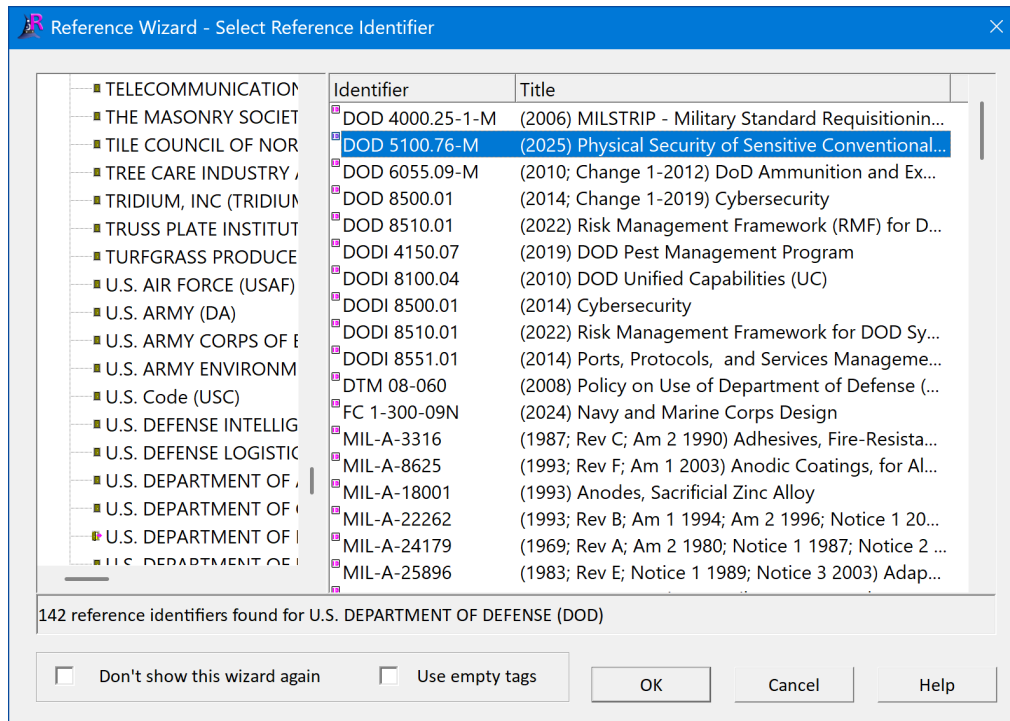 Reference Wizard - Select Reference Identifier
TELECOMMUNICATION
THE MASONRY SOCIET
TILE COUNCIL OF NOR
TREE CARE INDUSTRY
TRIDIUM, INC (TRIDIUM
TRUSS PLATE INSTITUT
TURFGRASS PRODUCE
U.S. AIR FORCE (USAF)
U.S. ARMY (DA)
U.S. ARMY CORPS OF E
U.S. ARMY ENVIRONM
U.S. Code (USC)
U.S. DEFENSE INTELLIG
U.S. DEFENSE LOGISTIC
U.S. DEPARTMENT OF
U.S. DEPARTMENT OF
U.S. DEPARTMENT OF
U.S. DEPARTMENT OF
Identifier Title
DOD 4000.25-1-M (2006) MILSTRIP - Military Standard Requisitionin...
DOD 5100.76-M (2025) Physical Security of Sensitive Conventional...
DOD 6055.09-M (2010; Change 1-2012) DoD Ammunition and Ex...
DOD 8500.01 (2014; Change 1-2019) Cybersecurity
DOD 8510.01 (2022) Risk Management Framework (RMF) for D...
DODI 4150.07 (2019) DOD Pest Management Program
DODI 8100.04 (2010) DOD Unified Capabilities (UC)
DODI 8500.01 (2014) Cybersecurity
DODI 8510.01 (2022) Risk Management Framework for DOD Sy...
DODI 8551.01 (2014) Ports, Protocols, and Services Manageme...
DTM 08-060 (2008) Policy on Use of Department of Defense (...
FC 1-300-09N (2024) Navy and Marine Corps Design
MIL-A-3316 (1987; Rev C; Am 2 1990) Adhesives, Fire-Resista...
MIL-A-8625 (1993; Rev F; Am 1 2003) Anodic Coatings, for Al...
MIL-A-18001 (1993) Anodes, Sacrificial Zinc Alloy
MIL-A-22262 (1993; Rev B; Am 1 1994; Am 2 1996; Notice 1 20...
MIL-A-24179 (1969; Rev A; Am 2 1980; Notice 1 1987; Notice 2 ...
MIL-A-25896 (1983; Rev E; Notice 1 1989; Notice 3 2003) Adap...
142 reference identifiers found for U.S. DEPARTMENT OF DEFENSE (DOD)
Don't show this wizard again
Use empty tags
OK
Cancel
Help